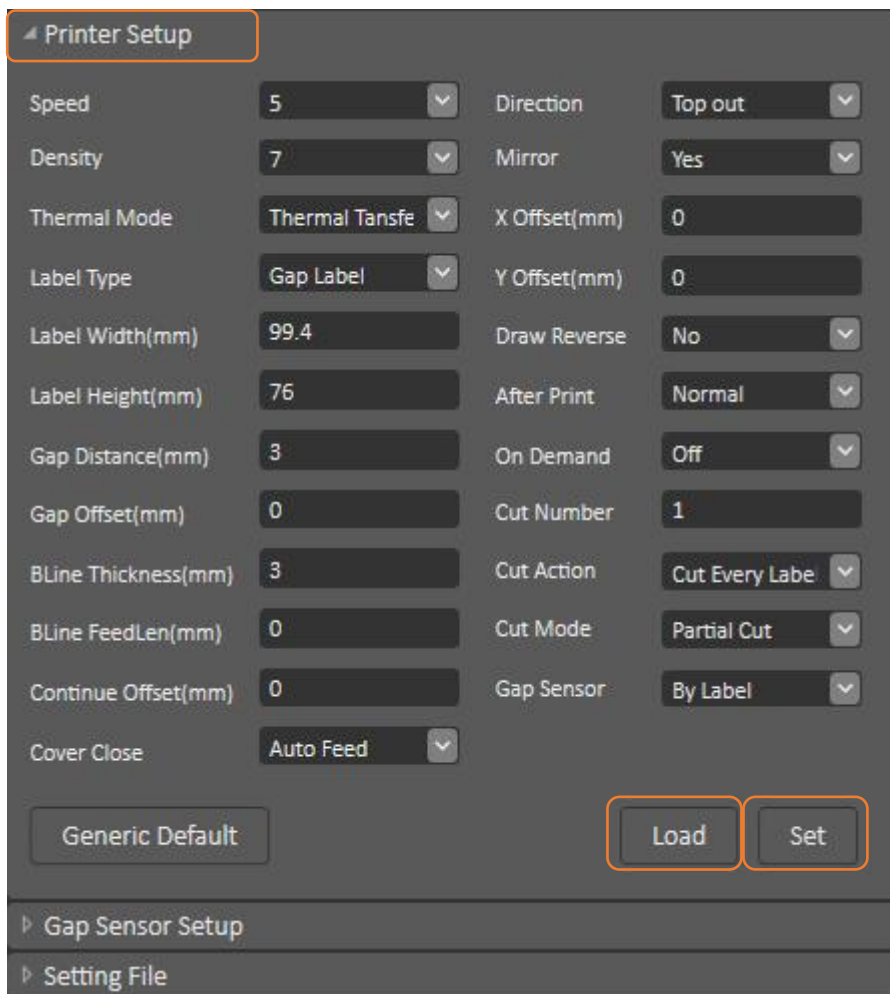 Printer Setup
Speed 5 Direction Top out
Density 7 Mirror Yes
Thermal Mode Thermal Tansfe X Offset(mm) 0
Label Type Gap Label Y Offset(mm) 0
Label Width(mm) 99.4 Draw Reverse No
Label Height(mm) 76 After Print Normal
Gap Distance(mm) 3 On Demand Off
Gap Offset(mm) 0 Cut Number 1
BLine Thickness(mm) 3 Cut Action Cut Every Labe
BLine FeedLen(mm) 0 Cut Mode Partial Cut
Continue Offset(mm) 0 Gap Sensor By Label
Cover Close Auto Feed
Generic Default Load Set
Gap Sensor Setup
Setting File